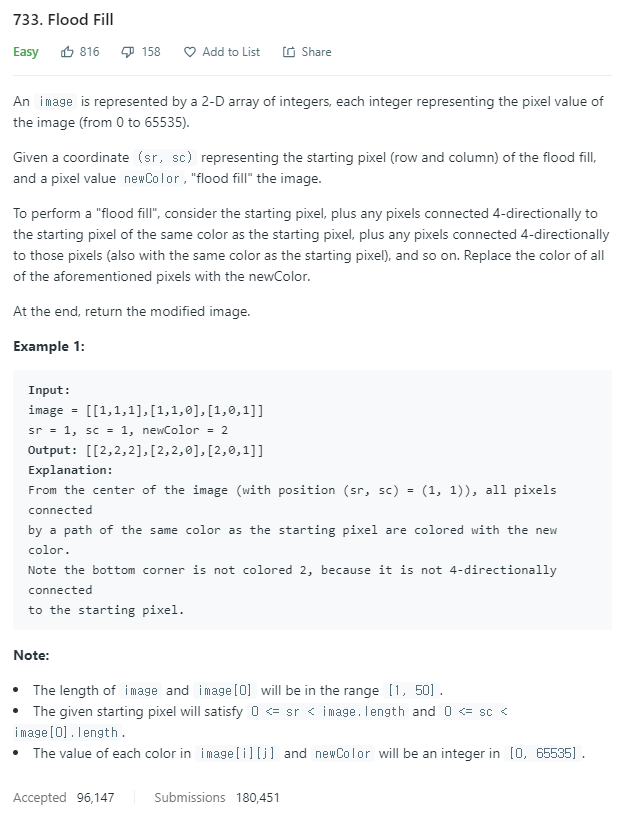 733. Flood Fill
Easy 816 158 Add to List Share
An image is represented by a 2-D array of integers, each integer representing the pixel value of
the image (from 0 to 65535).
Given a coordinate (sr, sc) representing the starting pixel (row and column) of the flood fill,
and a pixel value newColor, "flood fill" the image.
To perform a "flood fill", consider the starting pixel, plus any pixels connected 4-directionally to
the starting pixel of the same color as the starting pixel, plus any pixels connected 4-directionally
to those pixels (also with the same color as the starting pixel), and so on. Replace the color of all
of the aforementioned pixels with the newColor.
At the end, return the modified image.
Example 1:
Input:
image = [[1,1,1],[1,1,0],[1,0,1]]
sr = 1, sc = 1, newColor = 2
Output: [[2,2,2],[2,2,0],[2,0,1]]
Explanation:
From the center of the image (with position (sr, sc) = (1, 1)), all pixels
connected
by a path of the same color as the starting pixel are colored with the new
color.
Note the bottom corner is not colored 2, because it is not 4-directionally
connected
to the starting pixel.
Note:
• The length of image and image[0] will be in the range [1, 50].
• The given starting pixel will satisfy 0 <= sr < image.length and 0 <= sc <
image[0].length.
• The value of each color in image[i][j] and newColor will be an integer in [0, 65535].
Accepted 96,147 Submissions 180,451